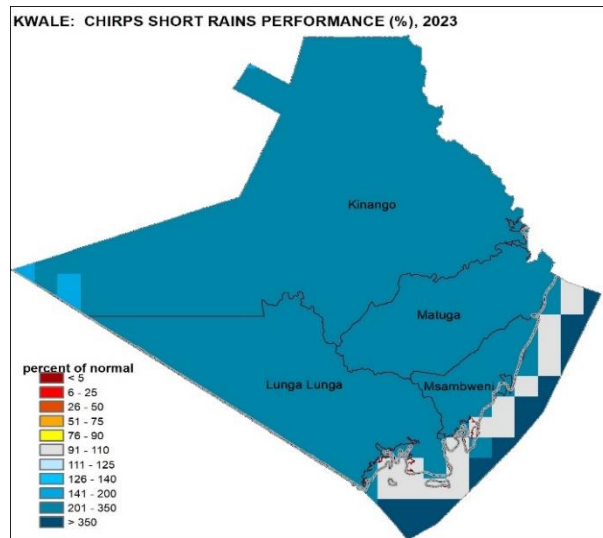 KWALE: CHIRPS SHORT RAINS PERFORMANCE (%), 2023
Kinango
Matuga
Lunga Lunga
Msambweni
percent of normal
< 5
6 - 25
26 - 50
51 - 75
76 - 90
91 - 110
111 - 125
126 - 140
141 - 200
201 - 350
> 350